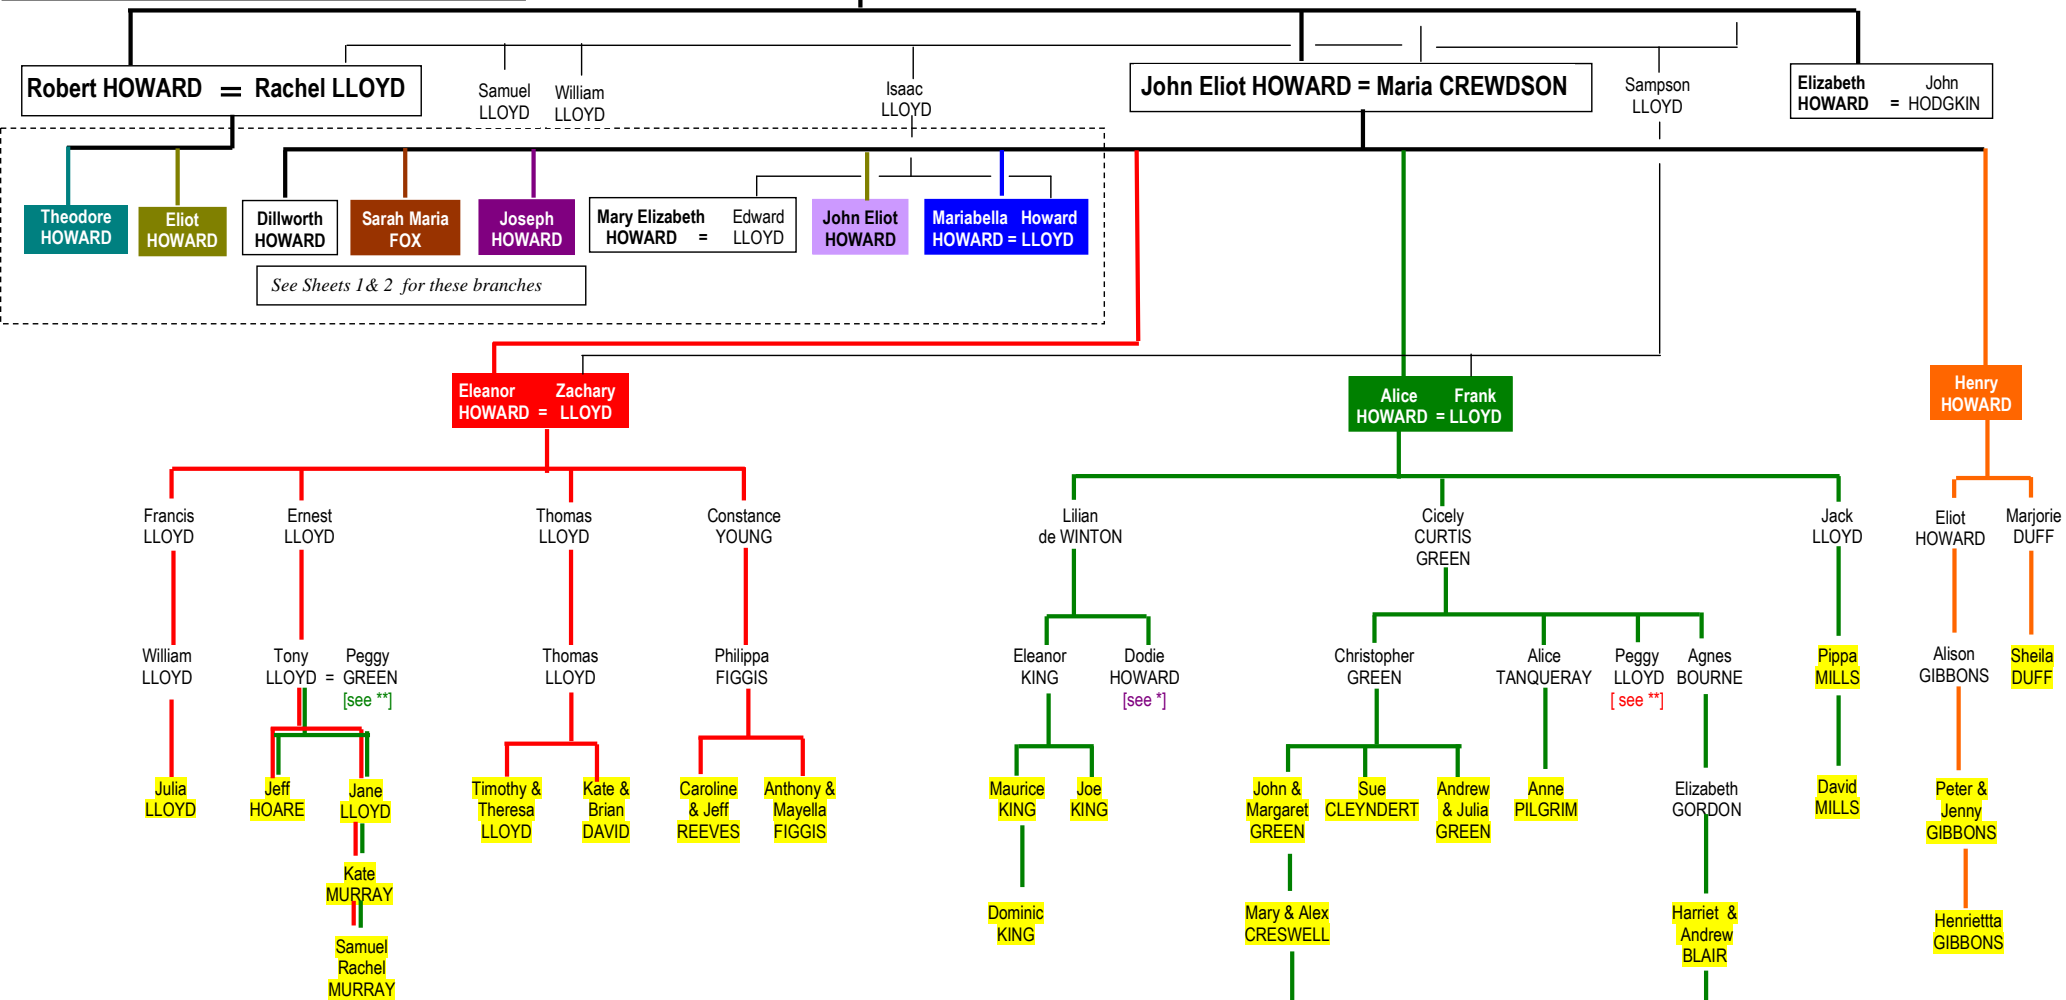 Robert HOWARD = Rachel LLOYD
Samuel
LLOYD
William
LLOYD
Isaac
LLOYD
John Eliot HOWARD = Maria CREWDSON
Sampson
LLOYD
Elizabeth John
HOWARD = HODGKIN
Theodore
HOWARD
Eliot
HOWARD
Dillworth
HOWARD
Sarah Maria
FOX
Joseph
HOWARD
Mary Elizabeth Edward
HOWARD = LLOYD
John Eliot
HOWARD
Mariabella Howard
HOWARD = LLOYD
See Sheets 1& 2 for these branches
Eleanor Zachary
HOWARD = LLOYD
Alice Frank
HOWARD = LLOYD
Henry
HOWARD
Francis
LLOYD
Ernest
LLOYD
Thomas
LLOYD
Constance
YOUNG
Lilian
de WINTON
Cicely
CURTIS
GREEN
Jack
LLOYD
Eliot
HOWARD
Marjorie
DUFF
William
LLOYD
Tony Peggy
LLOYD = GREEN
[see **]
Thomas
LLOYD
Philippa
FIGGIS
Eleanor
KING
Dodie
HOWARD
[see *]
Christopher
GREEN
Alice
TANQUERAY
Peggy
LLOYD
[ see **]
Agnes
BOURNE
Pippa
MILLS
Alison
GIBBONS
Sheila
DUFF
Julia
LLOYD
Jeff
HOARE
Jane
LLOYD
Timothy &
Theresa
LLOYD
Kate &
Brian
DAVID
Caroline
& Jeff
REEVES
Anthony &
Mayella
FIGGIS
Maurice
KING
Joe
KING
John &
Margaret
GREEN
Sue
CLEYNDERT
Andrew
& Julia
GREEN
Anne
PILGRIM
Elizabeth
GORDON
David
MILLS
Peter &
Jenny
GIBBONS
Kate
MURRAY
Dominic
KING
Mary & Alex
CRESWELL
Harriet &
Andrew
BLAIR
Henriettta
GIBBONS
Samuel
Rachel
MURRAY